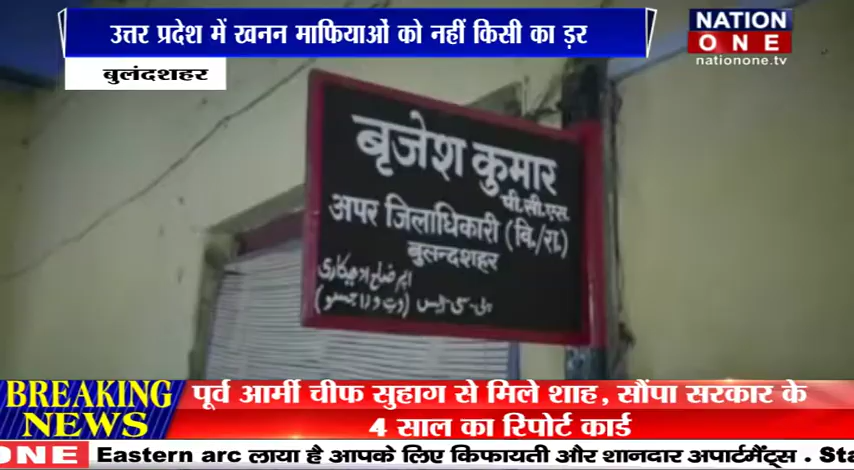 उत्तर प्रदेश में खनन माफियाओं को नहीं किसी का ड़र
NATION
ONE
nationone.tv
बुलंदशहर
बृजेश कुमार
पी.सी.एस.
अपर जिलाधिकारी (वि./रा.)
बुलन्दशहर
BREAKING
NEWS
पूर्व आर्मी चीफ सुहाग से मिले शाह, सौंपा सरकार के
4 साल का रिपोर्ट कार्ड
ONE Eastern arc लाया है आपके लिए किफायती और शानदार अपार्टमैंट्स . Sta